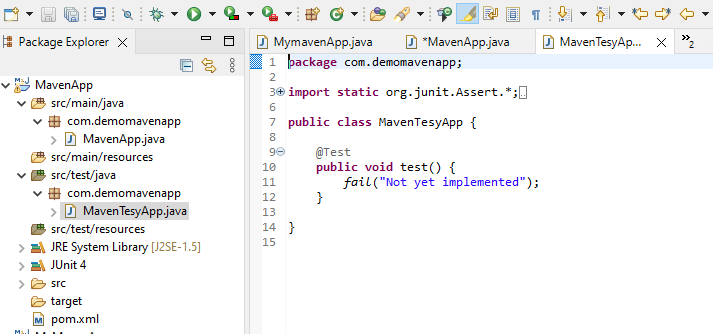 Package Explorer
MavenApp
src/main/java
com.demomavenapp
MavenApp.java
src/main/resources
src/test/java
com.demomavenapp
MavenTesyApp.java
src/test/resources
JRE System Library [J2SE-1.5]
JUnit 4
src
target
pom.xml
MymavenApp.java
*MavenApp.java
MavenTesyAp...
2
1 package com.demomavenapp;
2
3 import static org.junit.Assert.*;
6
7 public class MavenTesyApp {
8
9 @Test
10 public void test() {
11 fail("Not yet implemented");
12 }
13
14 }
15